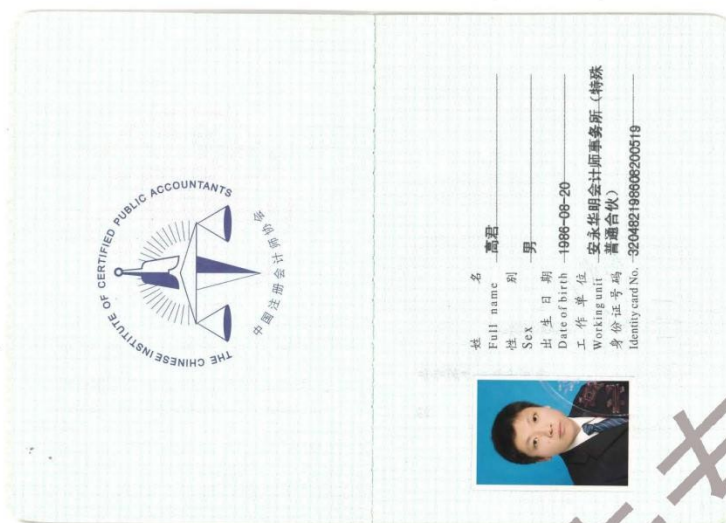 THE CHINESE INSTITUTE OF CERTIFIED PUBLIC ACCOUNTANTS
中国注册会计师协会
姓 名 高君
Full name
性 别 男
Sex
出 生 日 期 1986-08-20
Date of birth
工 作 单 位 安永华明会计师事务所（特殊
Working unit 普通合伙）
身 份 证 号 码 320482198608200519
Identity card No.